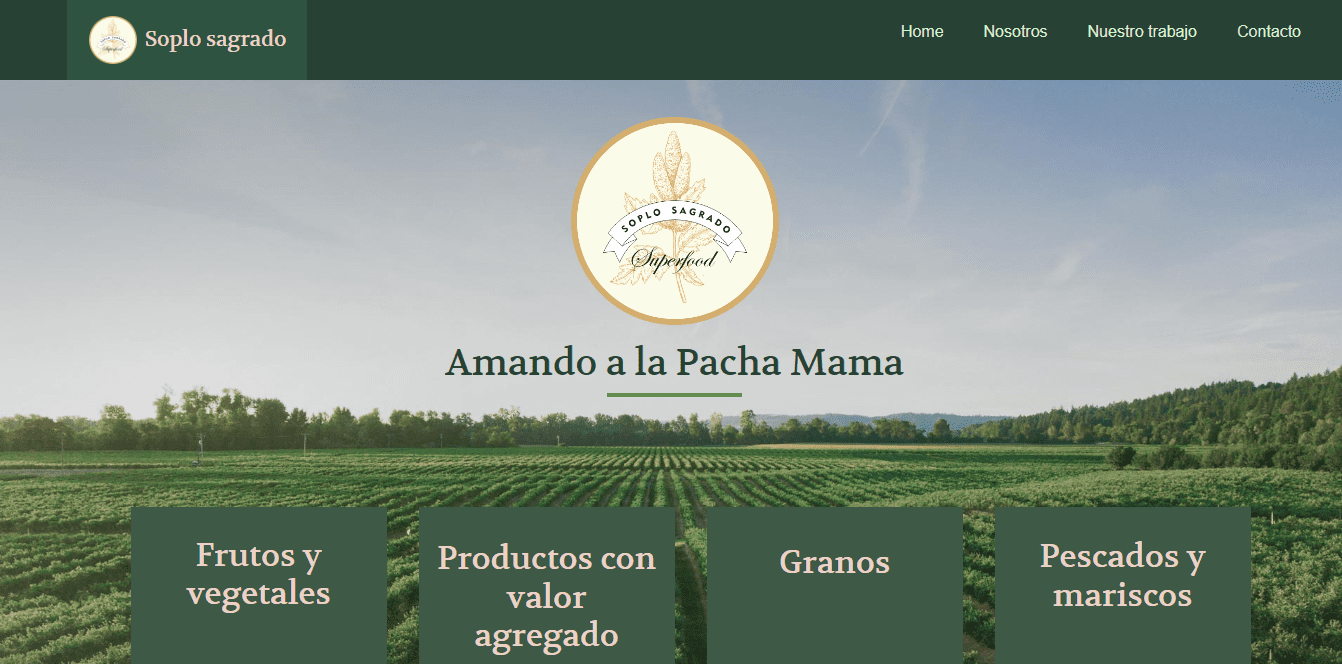 Soplo sagrado
Home Nosotros Nuestro trabajo Contacto
SOPLO SAGRADO
Superfood
Amando a la Pacha Mama
Frutos y
vegetales
Productos con
valor
agregado
Granos
Pescados y
mariscos